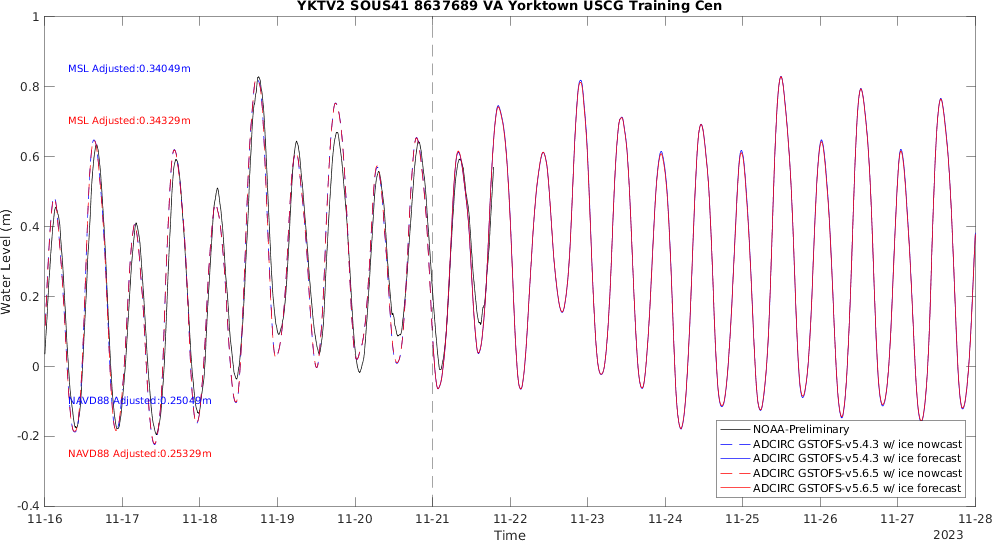 YKTV2 SOUS41 8637689 VA Yorktown USCG Training Cen
1
0.8
0.6
0.4
0.2
0
-0.2
-0.4
Water Level (m)
MSL Adjusted:0.34049m
MSL Adjusted:0.34329m
NAVD88 Adjusted:0.25049m
NAVD88 Adjusted:0.25329m
NOAA-Preliminary
ADCIRC GSTOFS-v5.4.3 w/ ice nowcast
ADCIRC GSTOFS-v5.4.3 w/ ice forecast
ADCIRC GSTOFS-v5.6.5 w/ ice nowcast
ADCIRC GSTOFS-v5.6.5 w/ ice forecast
11-16 11-17 11-18 11-19 11-20 11-21 11-22 11-23 11-24 11-25 11-26 11-27 11-28
Time
2023